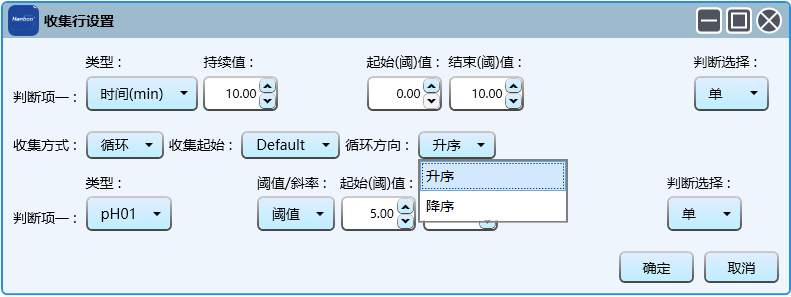 Hanbon 收集行设置
类型： 持续值： 起始(阈)值： 结束(阈)值： 判断选择：
判断项一： 时间(min) 10.00 0.00 10.00 单
收集方式： 循环 收集起始： Default 循环方向： 升序
升序
降序
类型： 阈值/斜率： 起始(阈)值： 判断选择：
判断项一： pH01 阈值 5.00 单
确定 取消